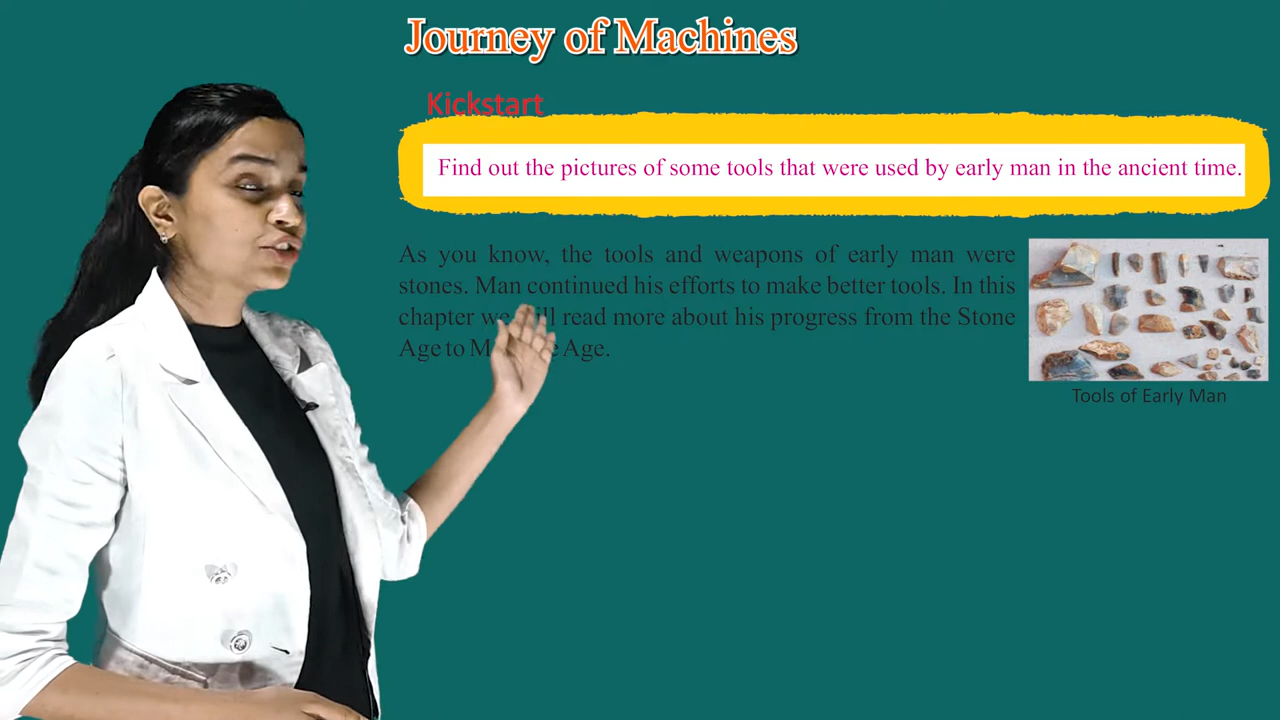 Journey of Machines
Kickstart
Find out the pictures of some tools that were used by early man in the ancient time.
As you know, the tools and weapons of early man were
stones. Man continued his efforts to make better tools. In this
chapter we will read more about his progress from the Stone
Age to Age.
Tools of Early Man